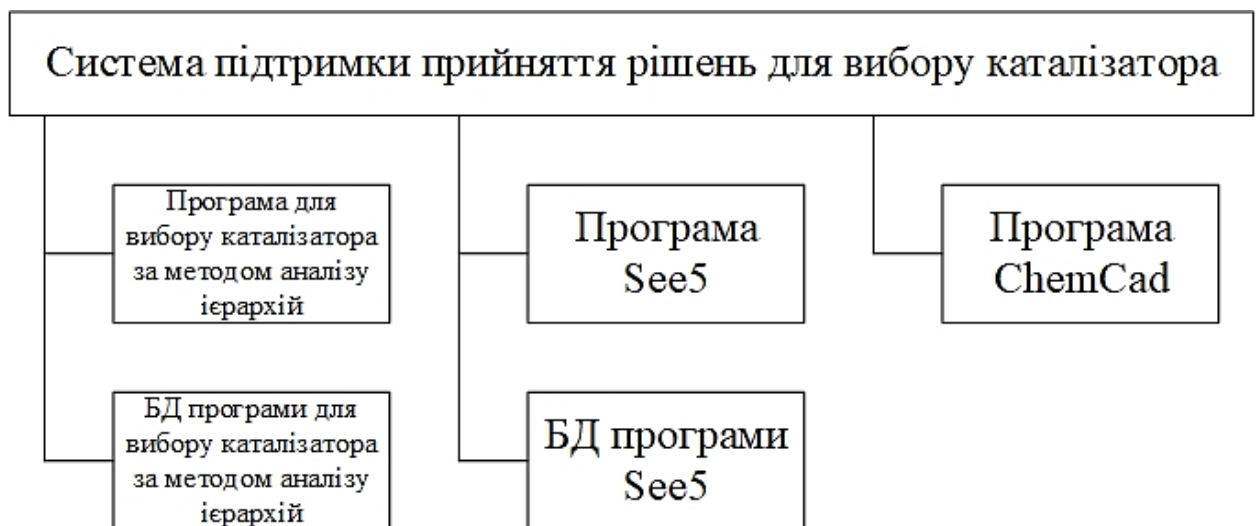 Система підтримки прийняття рішень для вибору каталізатора
Програма для
вибору каталізатора
за методом аналізу
ієрархій
Програма
See5
Програма
ChemCad
БД програми для
вибору каталізатора
за методом аналізу
ієрархій
БД програми
See5